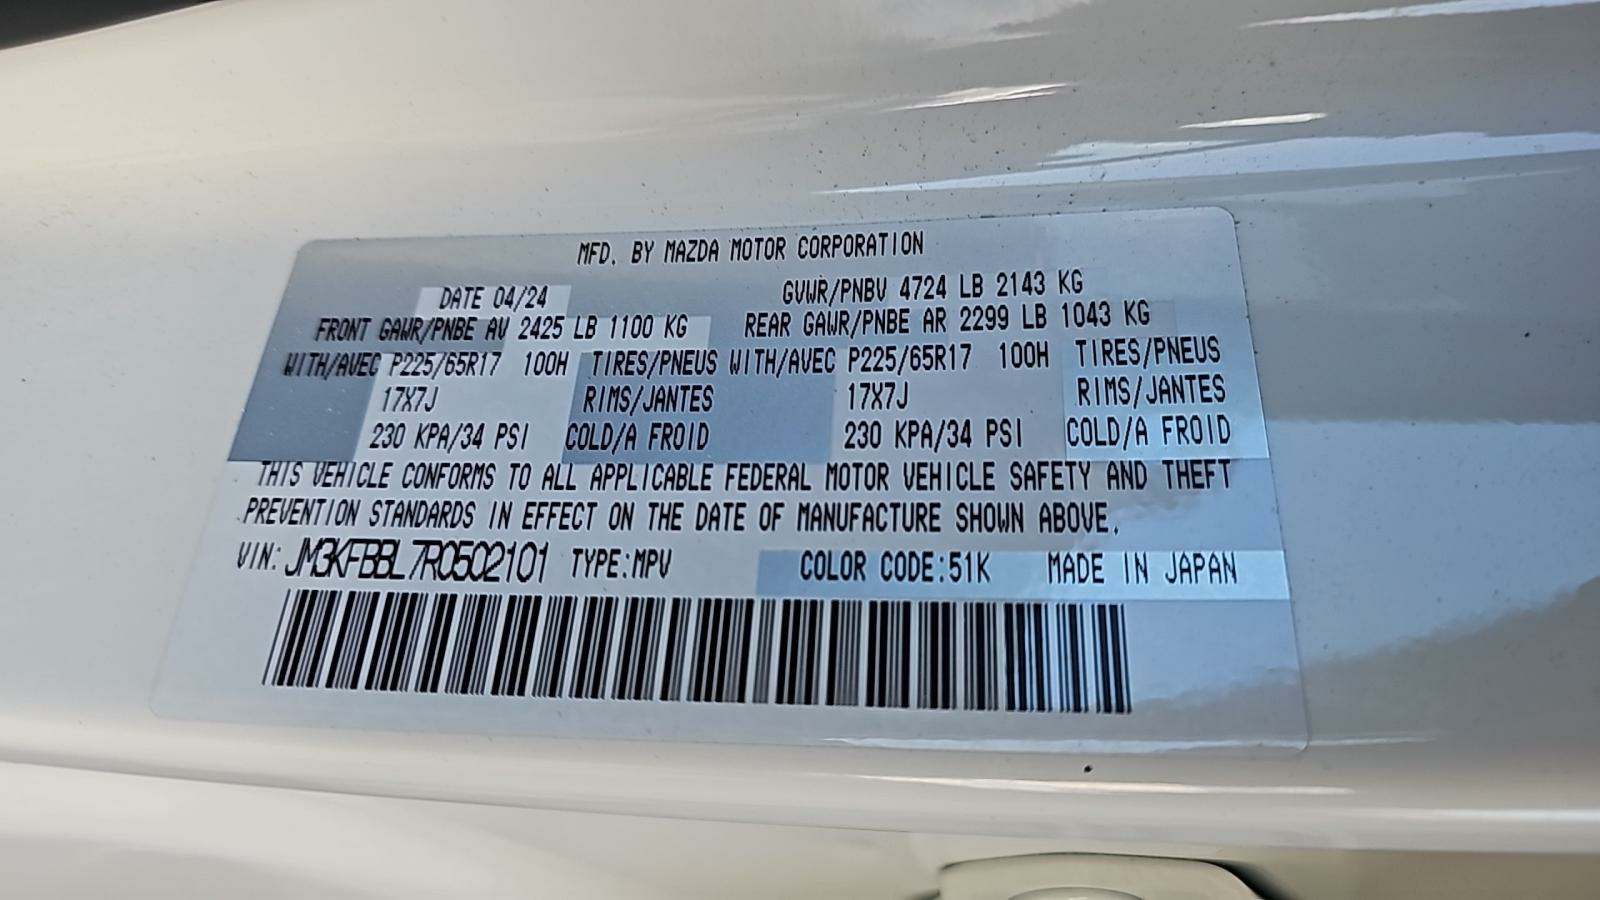 MFD. BY MAZDA MOTOR CORPORATION
DATE 04/24 GVWR/PNBV 4724 LB 2143 KG
FRONT GAWR/PNBE AV 2425 LB 1100 KG REAR GAWR/PNBE AR 2299 LB 1043 KG
WITH/AVEC P225/65R17 100H TIRES/PNEUS WITH/AVEC P225/65R17 100H TIRES/PNEUS
17X7J RIMS/JANTES 17X7J RIMS/JANTES
230 KPA/34 PSI COLD/A FROID 230 KPA/34 PSI COLD/A FROID
THIS VEHICLE CONFORMS TO ALL APPLICABLE FEDERAL MOTOR VEHICLE SAFETY AND THEFT
PREVENTION STANDARDS IN EFFECT ON THE DATE OF MANUFACTURE SHOWN ABOVE.
VIN: JM3KFBBL7R0502101 TYPE:MPV COLOR CODE:51K MADE IN JAPAN